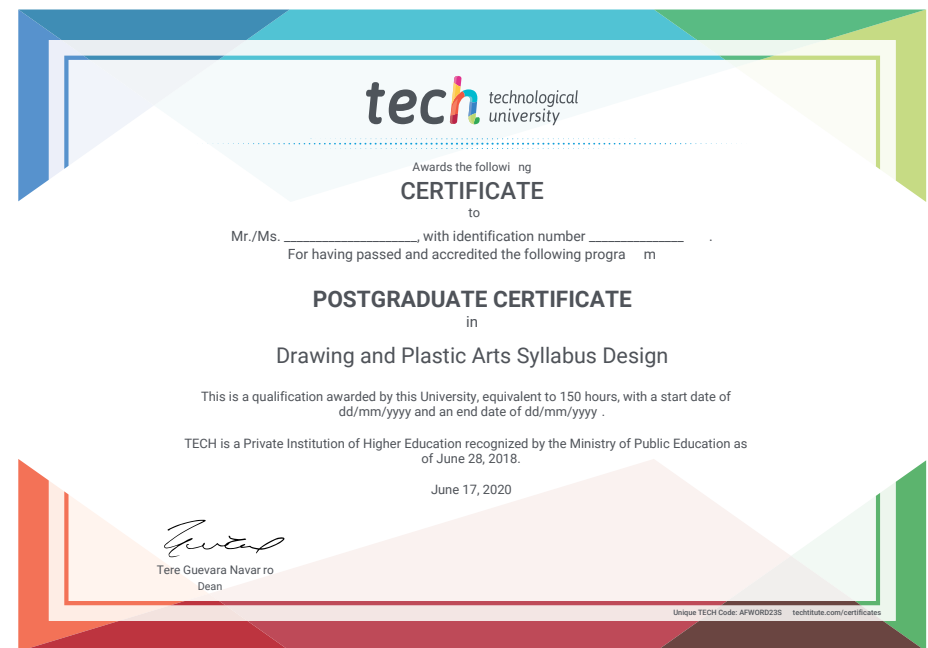 tech technological
university
Awards the followi ng
CERTIFICATE
to
Mr./Ms. ____________________, with identification number ______________ .
For having passed and accredited the following progra m
POSTGRADUATE CERTIFICATE
in
Drawing and Plastic Arts Syllabus Design
This is a qualification awarded by this University, equivalent to 150 hours, with a start date of
dd/mm/yyyy and an end date of dd/mm/yyyy .
TECH is a Private Institution of Higher Education recognized by the Ministry of Public Education as
of June 28, 2018.
June 17, 2020
Tere Guevara Navar ro
Dean
Unique TECH Code: AFWORD23S techtitute.com/certificates